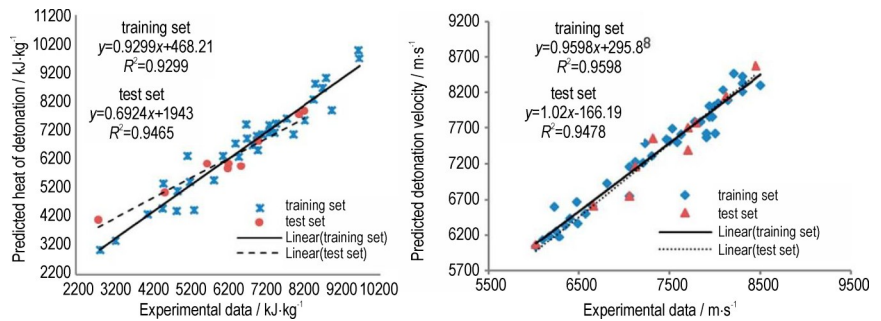 11200
10200
9200
8200
7200
6200
5200
4200
3200
2200
Predicted heat of detonation / kJ·kg⁻¹
training set
y=0.9299x+468.21
R²=0.9299
test set
y=0.6924x+1943
R²=0.9465
training set
test set
Linear(training set)
Linear(test set)
2200 3200 4200 5200 6200 7200 8200 9200 10200
Experimental data / kJ·kg⁻¹
9200
8700
8200
7700
7200
6700
6200
5700
Predicted detonation velocity / m·s⁻¹
training set
y=0.9598x+295.88
R²=0.9598
test set
y=1.02x-166.19
R²=0.9478
training set
test set
Linear(training set)
Linear(test set)
5500 6500 7500 8500 9500
Experimental data / m·s⁻¹